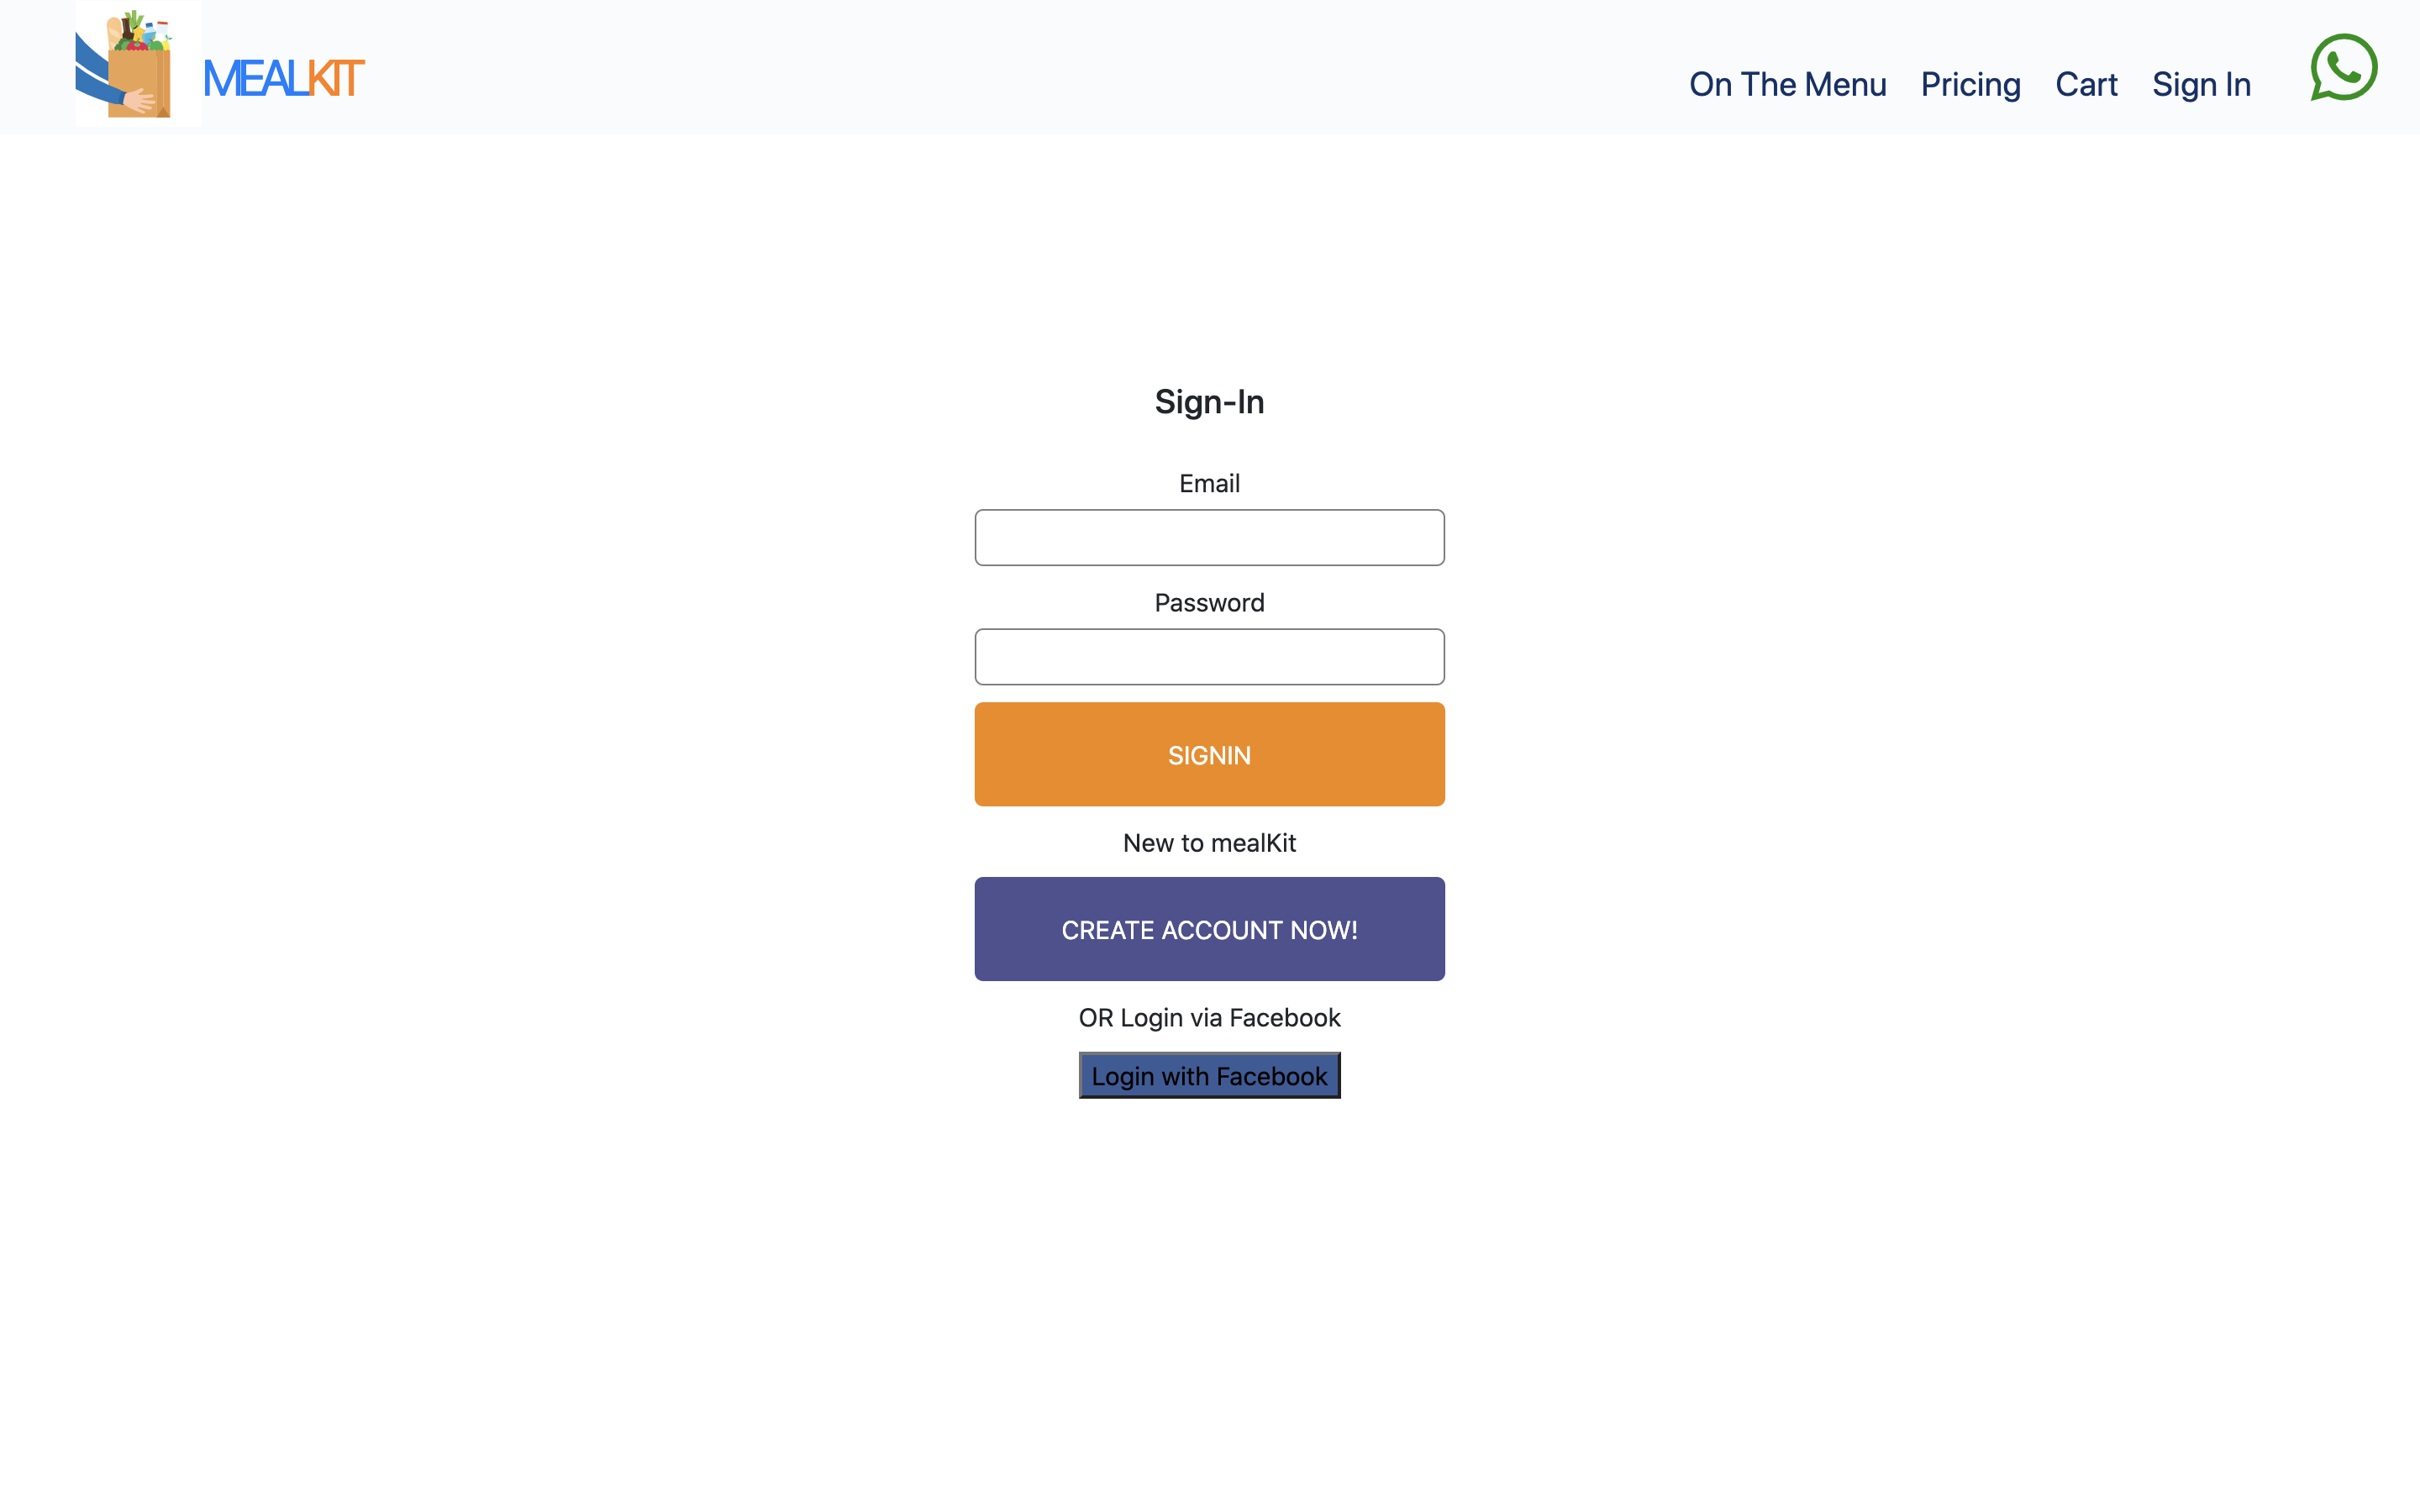 MEALKIT
On The Menu Pricing Cart Sign In
Sign-In
Email
Password
SIGNIN
New to mealKit
CREATE ACCOUNT NOW!
OR Login via Facebook
Login with Facebook